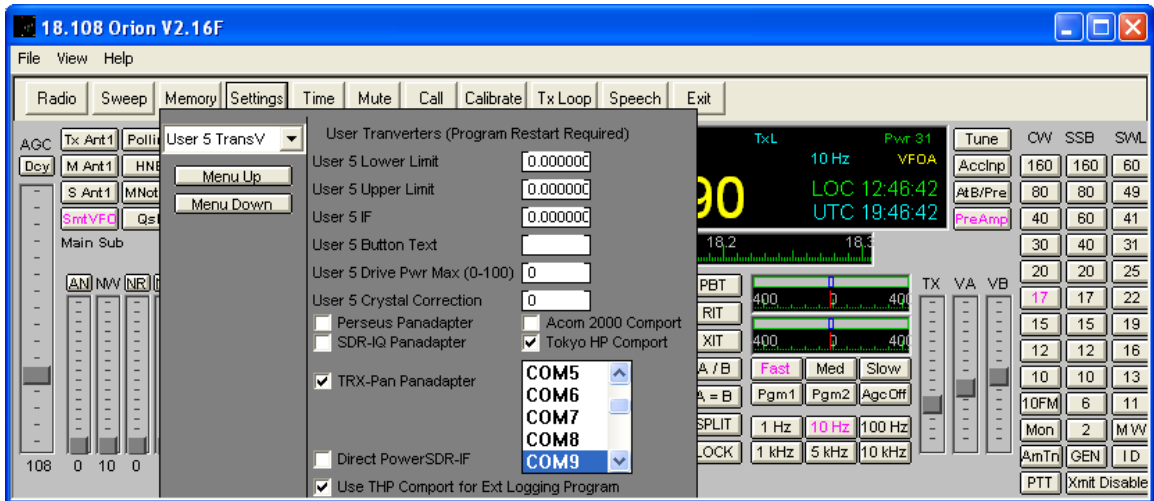 18.108 Orion V2.16F
File View Help
Radio Sweep Memory Settings Time Mute Call Calibrate Tx Loop Speech Exit
AGC
Dcy
Tx Ant1
M Ant1
S Ant1
SmtVFO
Main Sub
AN NW NR
108 0 10 0
User 5 TransV
Menu Up
Menu Down
User Tranverters (Program Restart Required)
User 5 Lower Limit 0.00000
User 5 Upper Limit 0.00000
User 5 IF 0.00000
User 5 Button Text
User 5 Drive Pwr Max (0-100) 0
User 5 Crystal Correction 0
Perseus Panadapter Acom 2000 Comport
SDR-IQ Panadapter Tokyo HP Comport
TRX-Pan Panadapter
COM5
COM6
COM7
COM8
COM9
Direct PowerSDR-IF
Use THP Comport for Ext Logging Program
TxL Pwr 31
10 Hz VFOA
90
LOC 12:46:42
UTC 19:46:42
18.2 18.3
PBT
RIT
XIT
A / B
A = B
SPLIT
LOCK
400 0 400
400 0 400
Fast Med Slow
Pgm1 Pgm2 AgcOff
1 Hz 10 Hz 100 Hz
1 kHz 5 kHz 10 kHz
Tune
AccInp
AtB/Pre
PreAmp
TX VA VB
CW SSB SWL
160 160 60
80 80 49
40 60 41
30 40 31
20 20 25
17 17 22
15 15 19
12 12 16
10 10 13
10FM 6 11
Mon 2 MW
AmTn GEN ID
PTT Xmit Disable